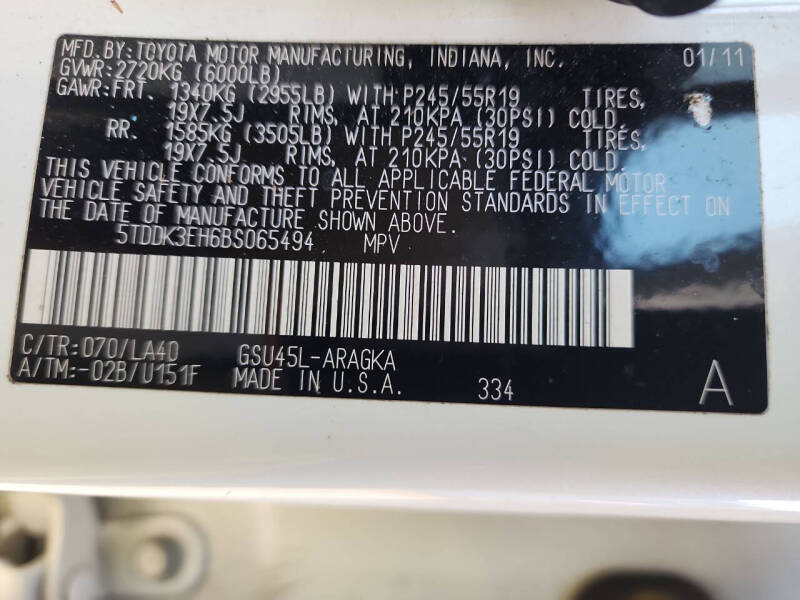 MFD. BY: TOYOTA MOTOR MANUFACTURING, INDIANA, INC. 01/11
GVWR: 2720KG (6000LB)
GAWR: FRT. 1340KG (2955LB) WITH P245/55R19 TIRES,
19X7.5J RIMS, AT 210KPA (30PSI) COLD.
RR. 1585KG (3505LB) WITH P245/55R19 TIRES,
19X7.5J RIMS, AT 210KPA (30PSI) COLD.
THIS VEHICLE CONFORMS TO ALL APPLICABLE FEDERAL MOTOR
VEHICLE SAFETY AND THEFT PREVENTION STANDARDS IN EFFECT ON
THE DATE OF MANUFACTURE SHOWN ABOVE.
5TDDK3EH6BS065494 MPV
C/TR: 070/LA40 GSU45L-ARAGKA
A/TM: -02B/U151F MADE IN U.S.A. 334 A